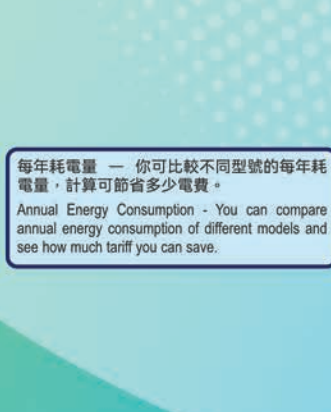 每年耗電量 — 你可比較不同型號的每年耗
電量，計算可節省多少電費。
Annual Energy Consumption - You can compare
annual energy consumption of different models and
see how much tariff you can save.